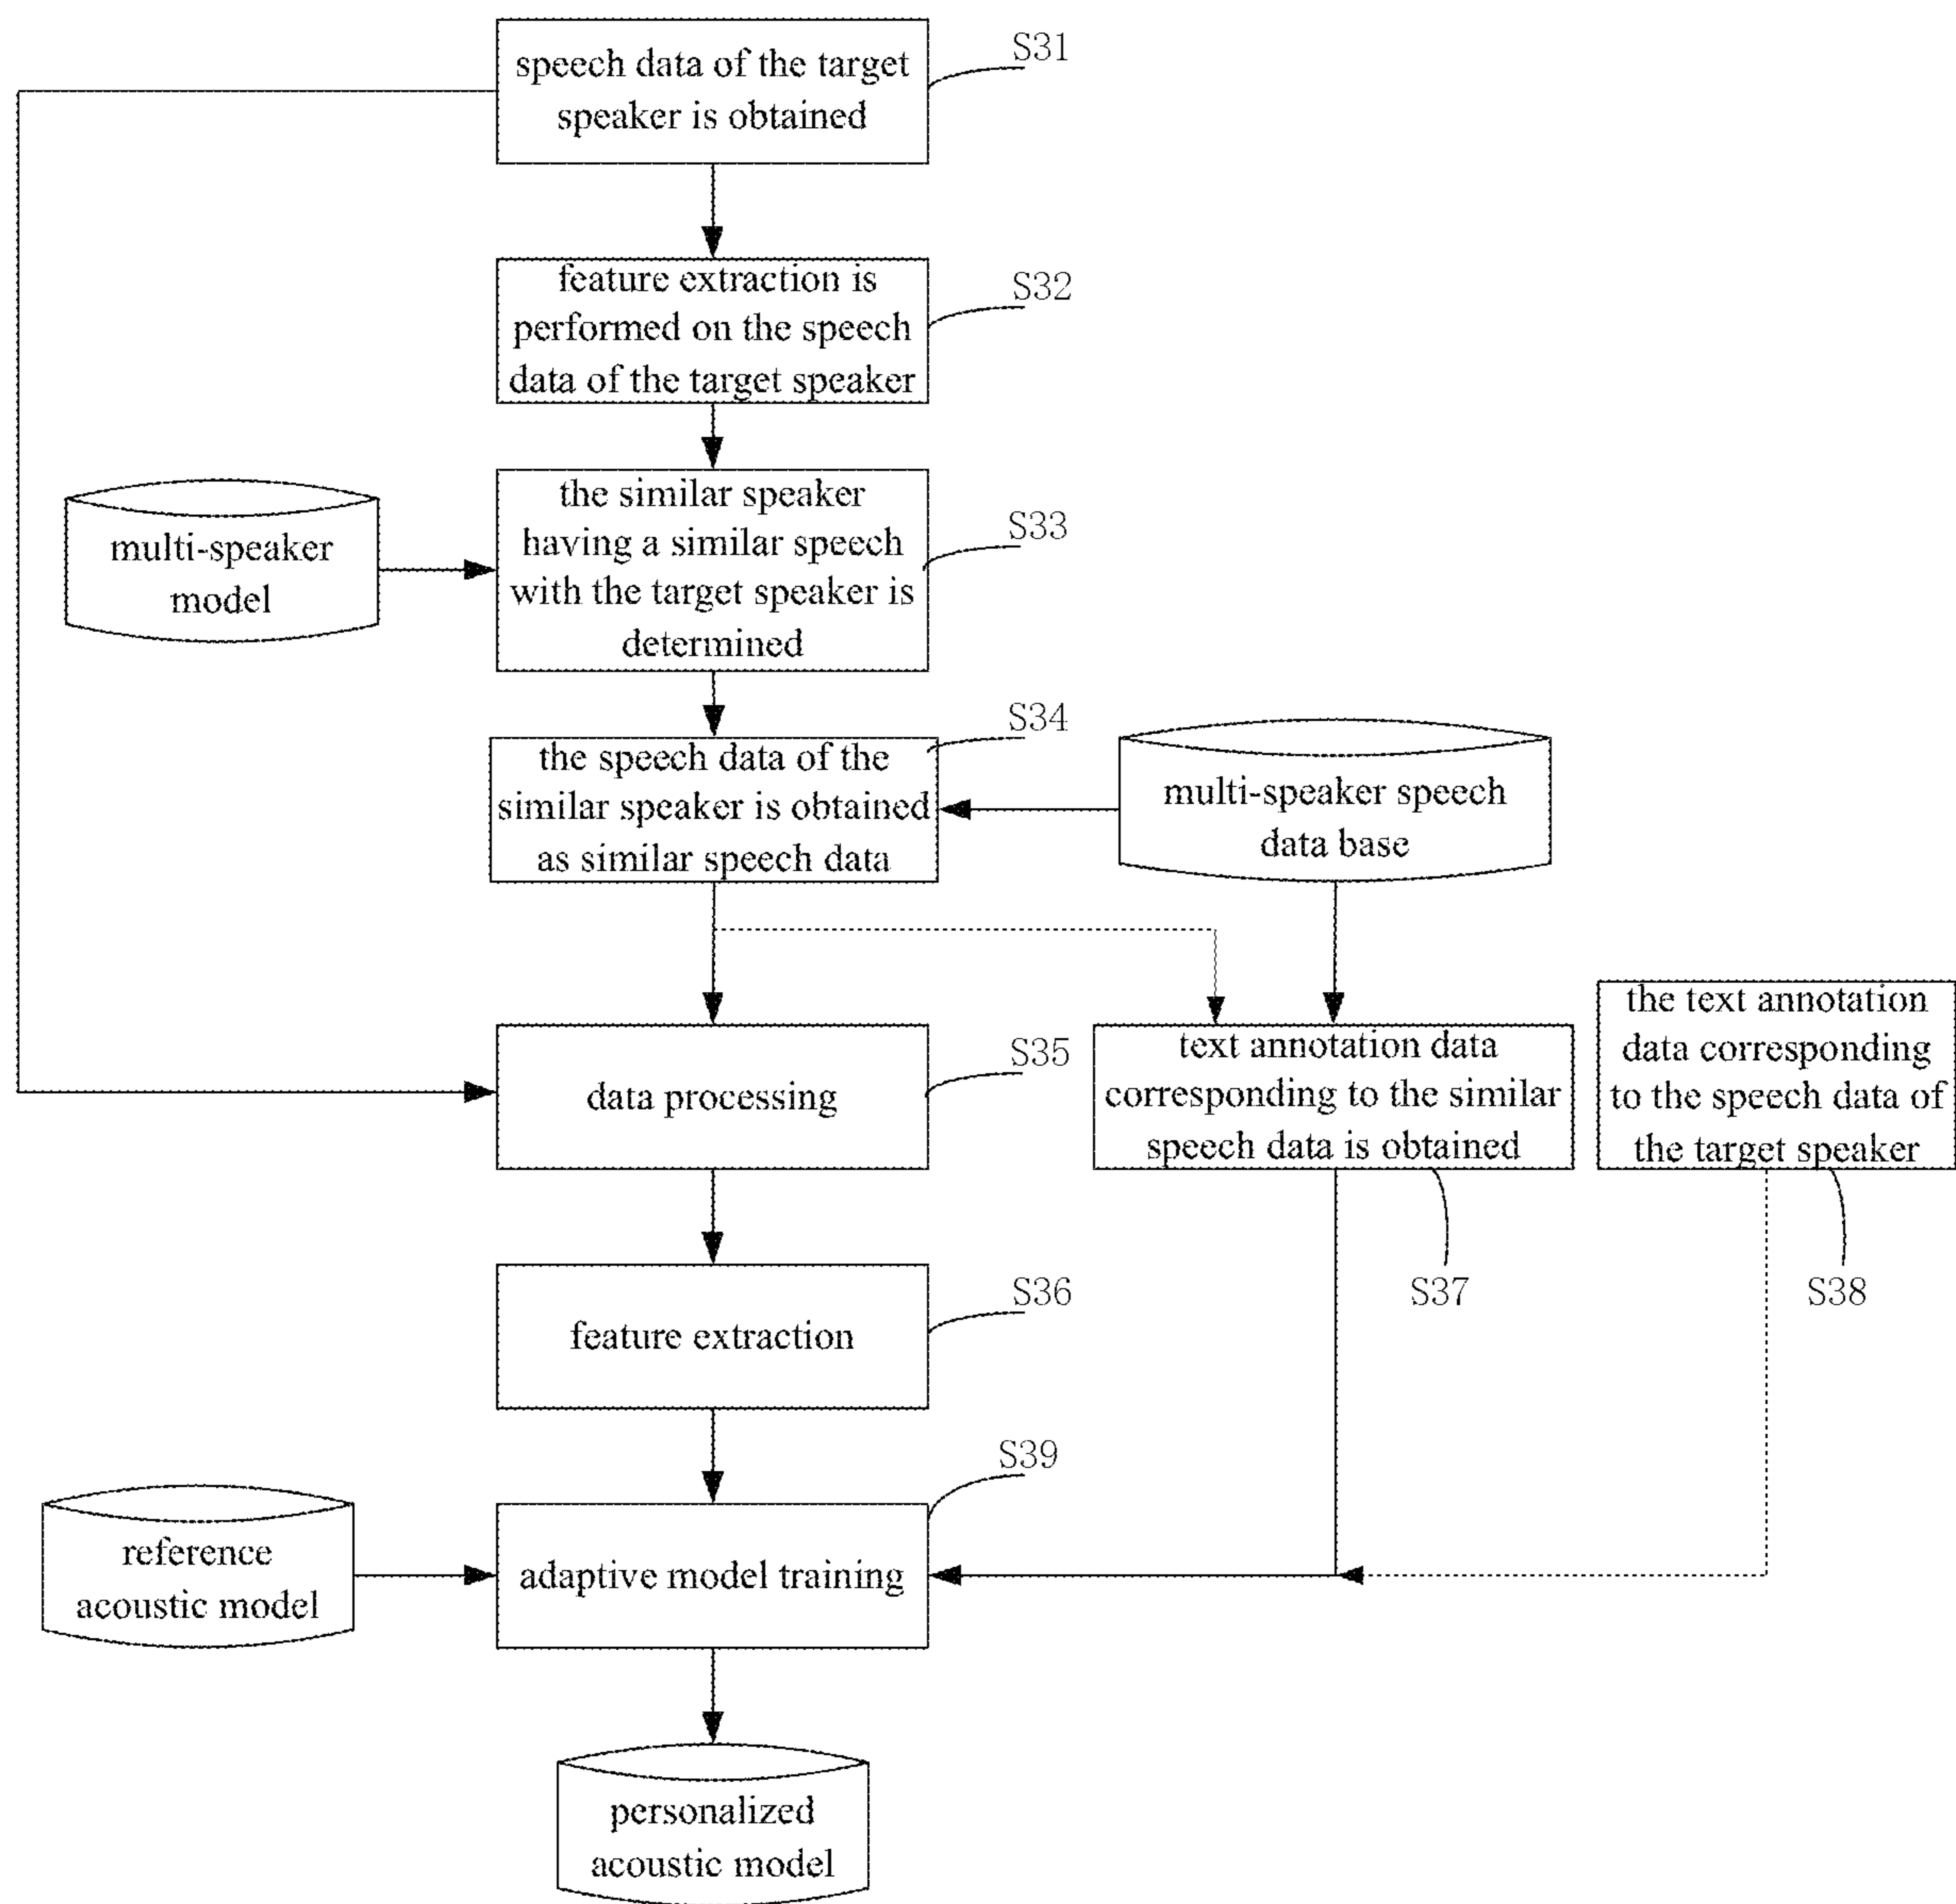 speech data of the target
speaker is obtained
S31
feature extraction is
performed on the speech
data of the target speaker
S32
multi-speaker
model
the similar speaker
having a similar speech
with the target speaker is
determined
S33
the speech data of the
similar speaker is obtained
as similar speech data
S34
multi-speaker speech
data base
data processing
S35
text annotation data
corresponding to the similar
speech data is obtained
S37
the text annotation
data corresponding
to the speech data of
the target speaker
S38
feature extraction
S36
reference
acoustic model
adaptive model training
S39
personalized
acoustic model